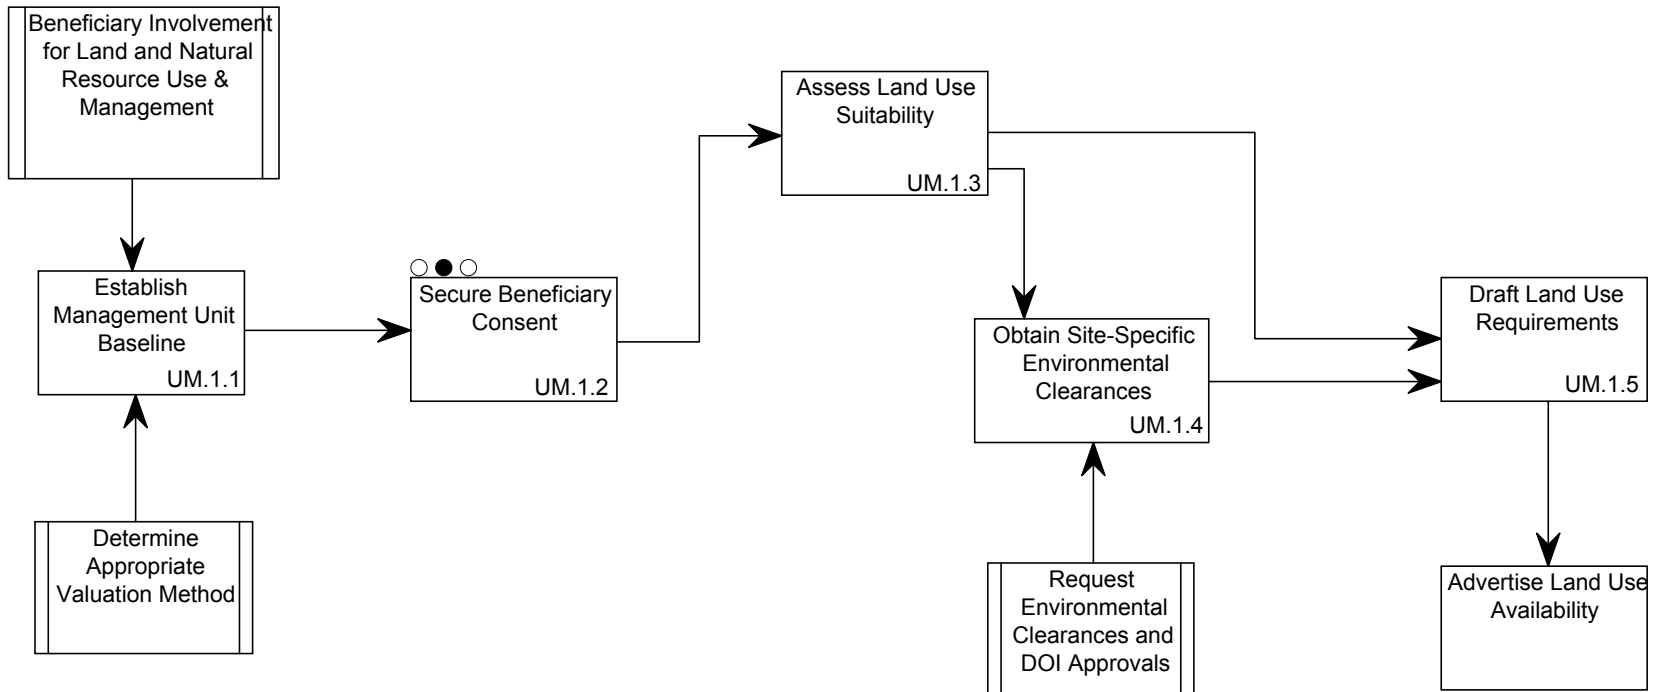 Beneficiary Involvement
for Land and Natural
Resource Use &
Management
Establish
Management Unit
Baseline
UM.1.1
Determine
Appropriate
Valuation Method
Secure Beneficiary
Consent
UM.1.2
Assess Land Use
Suitability
UM.1.3
Obtain Site-Specific
Environmental
Clearances
UM.1.4
Request
Environmental
Clearances and
DOI Approvals
Draft Land Use
Requirements
UM.1.5
Advertise Land Use
Availability